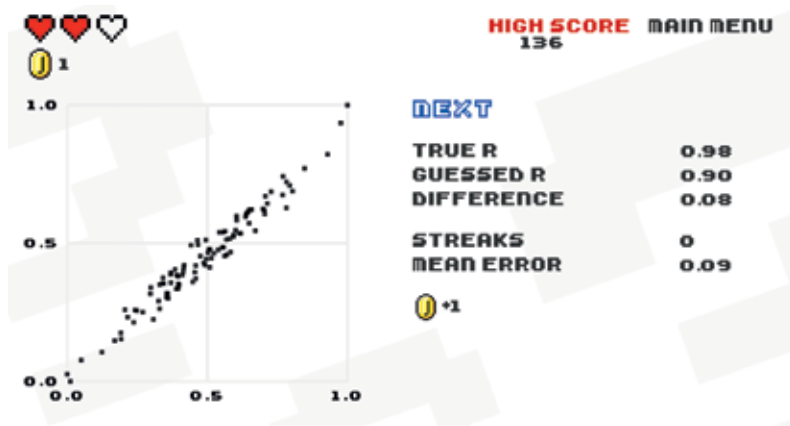 HIGH SCORE MAIN MENU
136
1
1.0
0.5
0.0
0.0 0.5 1.0
NEXT
TRUE R 0.98
GUESSED R 0.90
DIFFERENCE 0.08
STREAKS 0
MEAN ERROR 0.09
+1